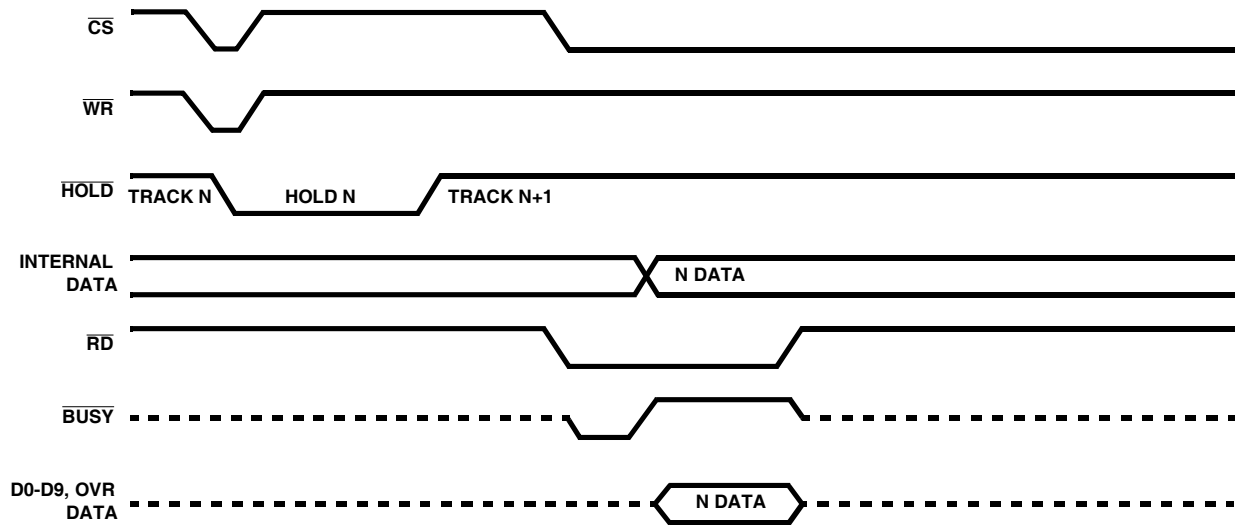 CS
WR
HOLD
TRACK N
HOLD N
TRACK N+1
INTERNAL
DATA
N DATA
RD
BUSY
D0-D9, OVR
DATA
N DATA